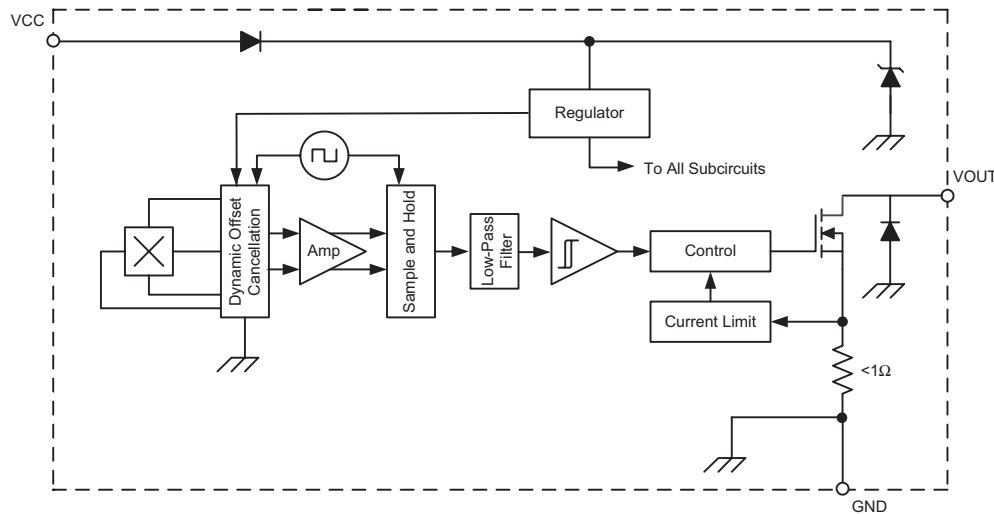 VCC
Regulator
To All Subcircuits
VOUT
Dynamic Offset
Cancellation
Amp
Sample and Hold
Low-Pass
Filter
Control
Current Limit
<1Ω
GND